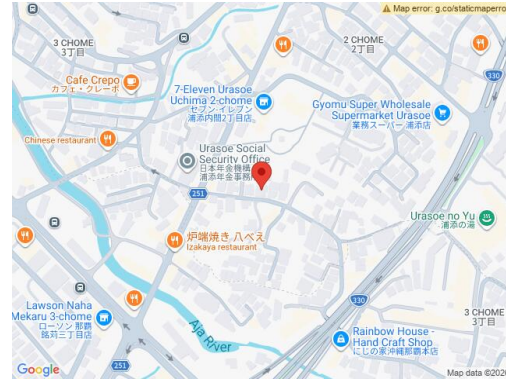 Map error: g.co/staticmaperro
3 CHOME
3丁目
2 CHOME
2丁目
330
Cafe Crepo
カフェ・クレーポ
7-Eleven Urasoe
Uchima 2-chome
セブン-イレブン
浦添内間2丁目店
Gyomu Super Wholesale
Supermarket Urasoe
業務スーパー 浦添店
Chinese restaurant
Urasoe Social
Security Office
日本年金機構
浦添年金事務
251
Urasoe no Yu
浦添の湯
炉端焼き 八べえ
Izakaya restaurant
330
Lawson Naha
Mekaru 3-chome
ローソン 那覇
銘苅三丁目店
Aja River
3 CHOME
3丁目
Rainbow House -
Hand Craft Shop
にじの家沖縄那覇本店
251
Google
Map data ©2026